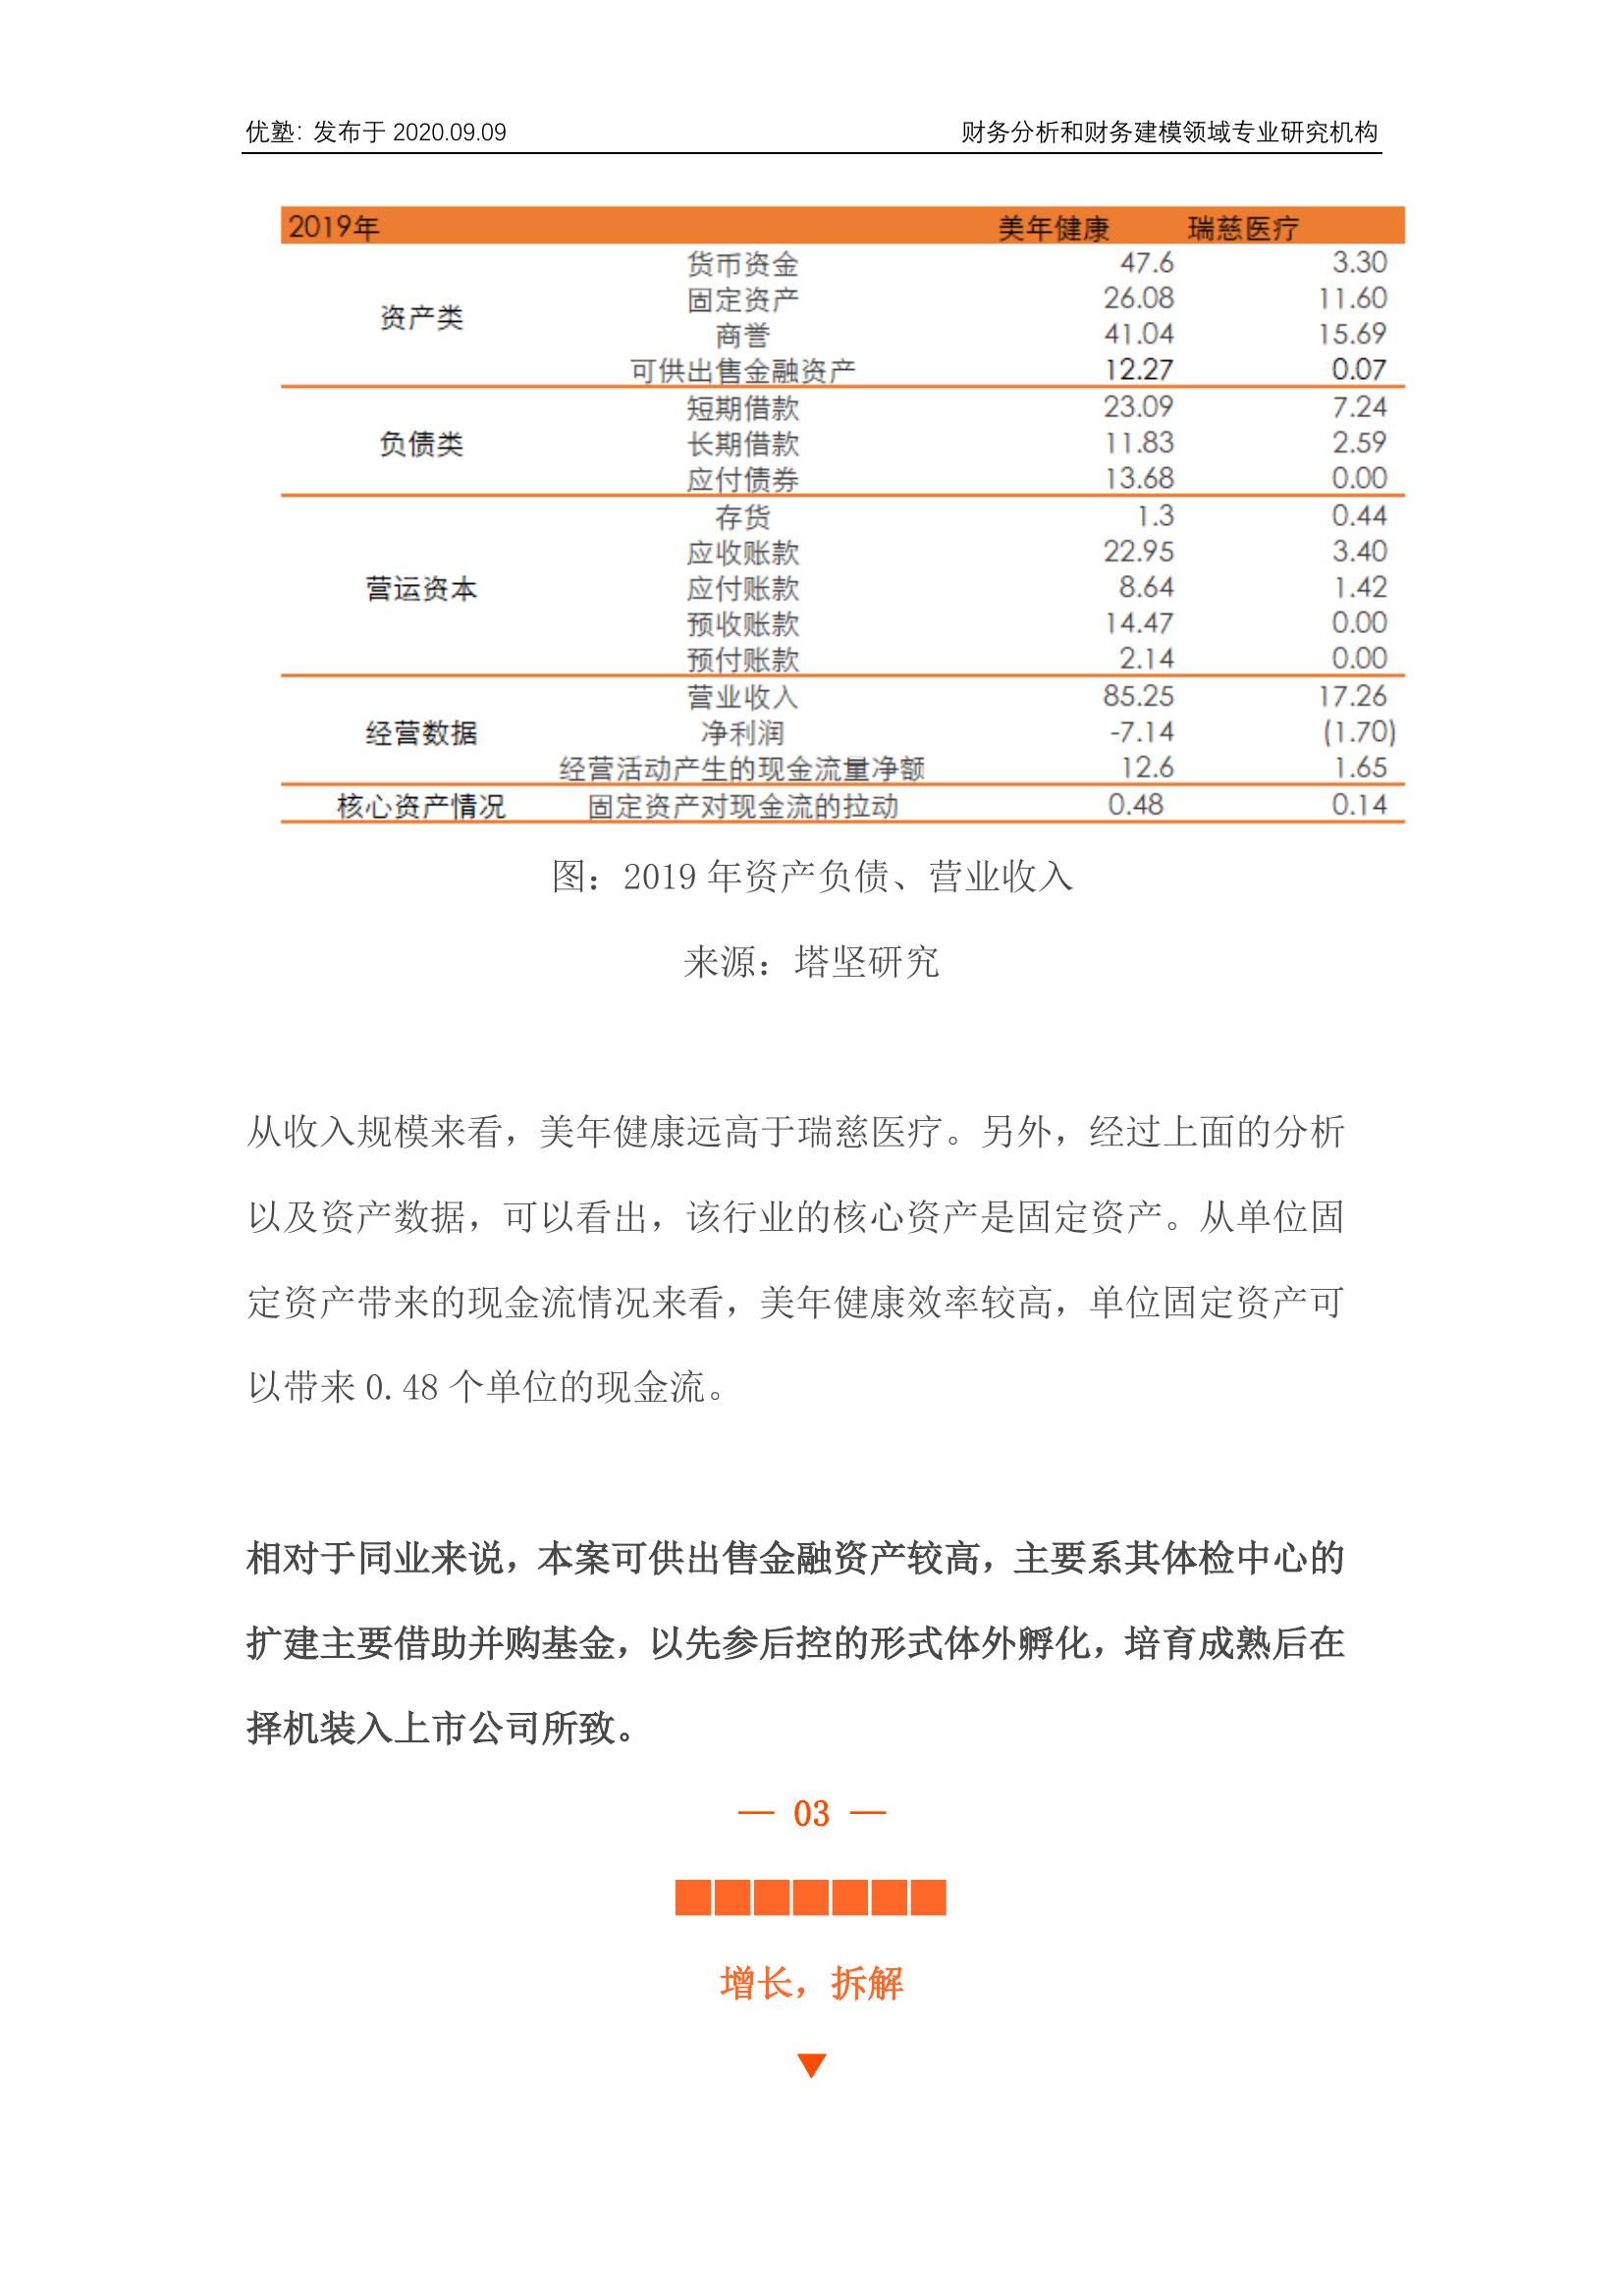 优塾：发布于 2020.09.09 财务分析和财务建模领域专业研究机构
2019年 美年健康 瑞慈医疗
资产类
货币资金 47.6 3.30
固定资产 26.08 11.60
商誉 41.04 15.69
可供出售金融资产 12.27 0.07
负债类
短期借款 23.09 7.24
长期借款 11.83 2.59
应付债券 13.68 0.00
营运资本
存货 1.3 0.44
应收账款 22.95 3.40
应付账款 8.64 1.42
预收账款 14.47 0.00
预付账款 2.14 0.00
经营数据
营业收入 85.25 17.26
净利润 -7.14 (1.70)
经营活动产生的现金流量净额 12.6 1.65
核心资产情况 固定资产对现金流的拉动 0.48 0.14
图：2019 年资产负债、营业收入
来源：塔坚研究
从收入规模来看，美年健康远高于瑞慈医疗。另外，经过上面的分析
以及资产数据，可以看出，该行业的核心资产是固定资产。从单位固
定资产带来的现金流情况来看，美年健康效率较高，单位固定资产可
以带来 0.48 个单位的现金流。
相对于同业来说，本案可供出售金融资产较高，主要系其体检中心的
扩建主要借助并购基金，以先参后控的形式体外孵化，培育成熟后在
择机装入上市公司所致。
— 03 —
■■■■■■■
增长，拆解
▼